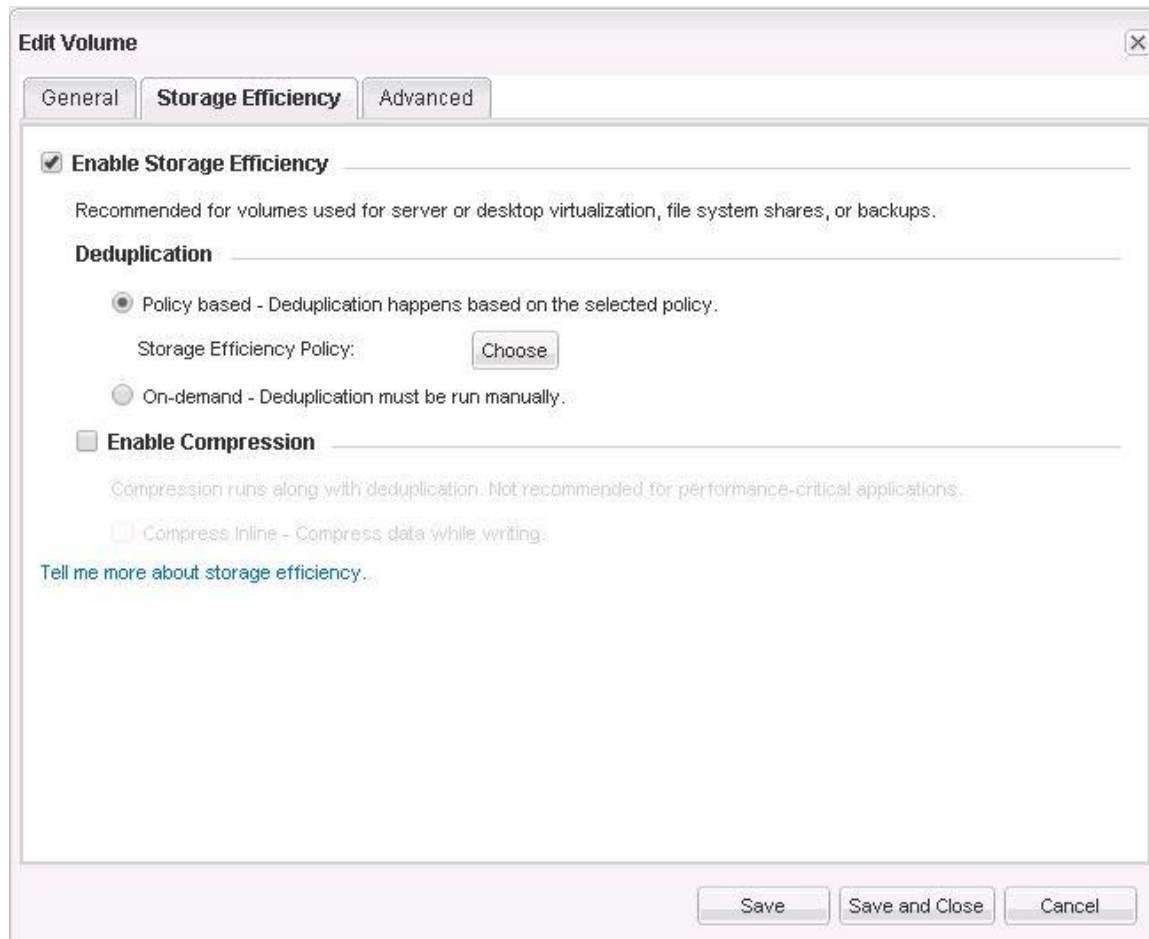 Edit Volume
General Storage Efficiency Advanced
Enable Storage Efficiency
Recommended for volumes used for server or desktop virtualization, file system shares, or backups.
Deduplication
Policy based - Deduplication happens based on the selected policy.
Storage Efficiency Policy: Choose
On-demand - Deduplication must be run manually.
Enable Compression
Compression runs along with deduplication. Not recommended for performance-critical applications.
Compress Inline - Compress data while writing.
Tell me more about storage efficiency.
Save Save and Close Cancel